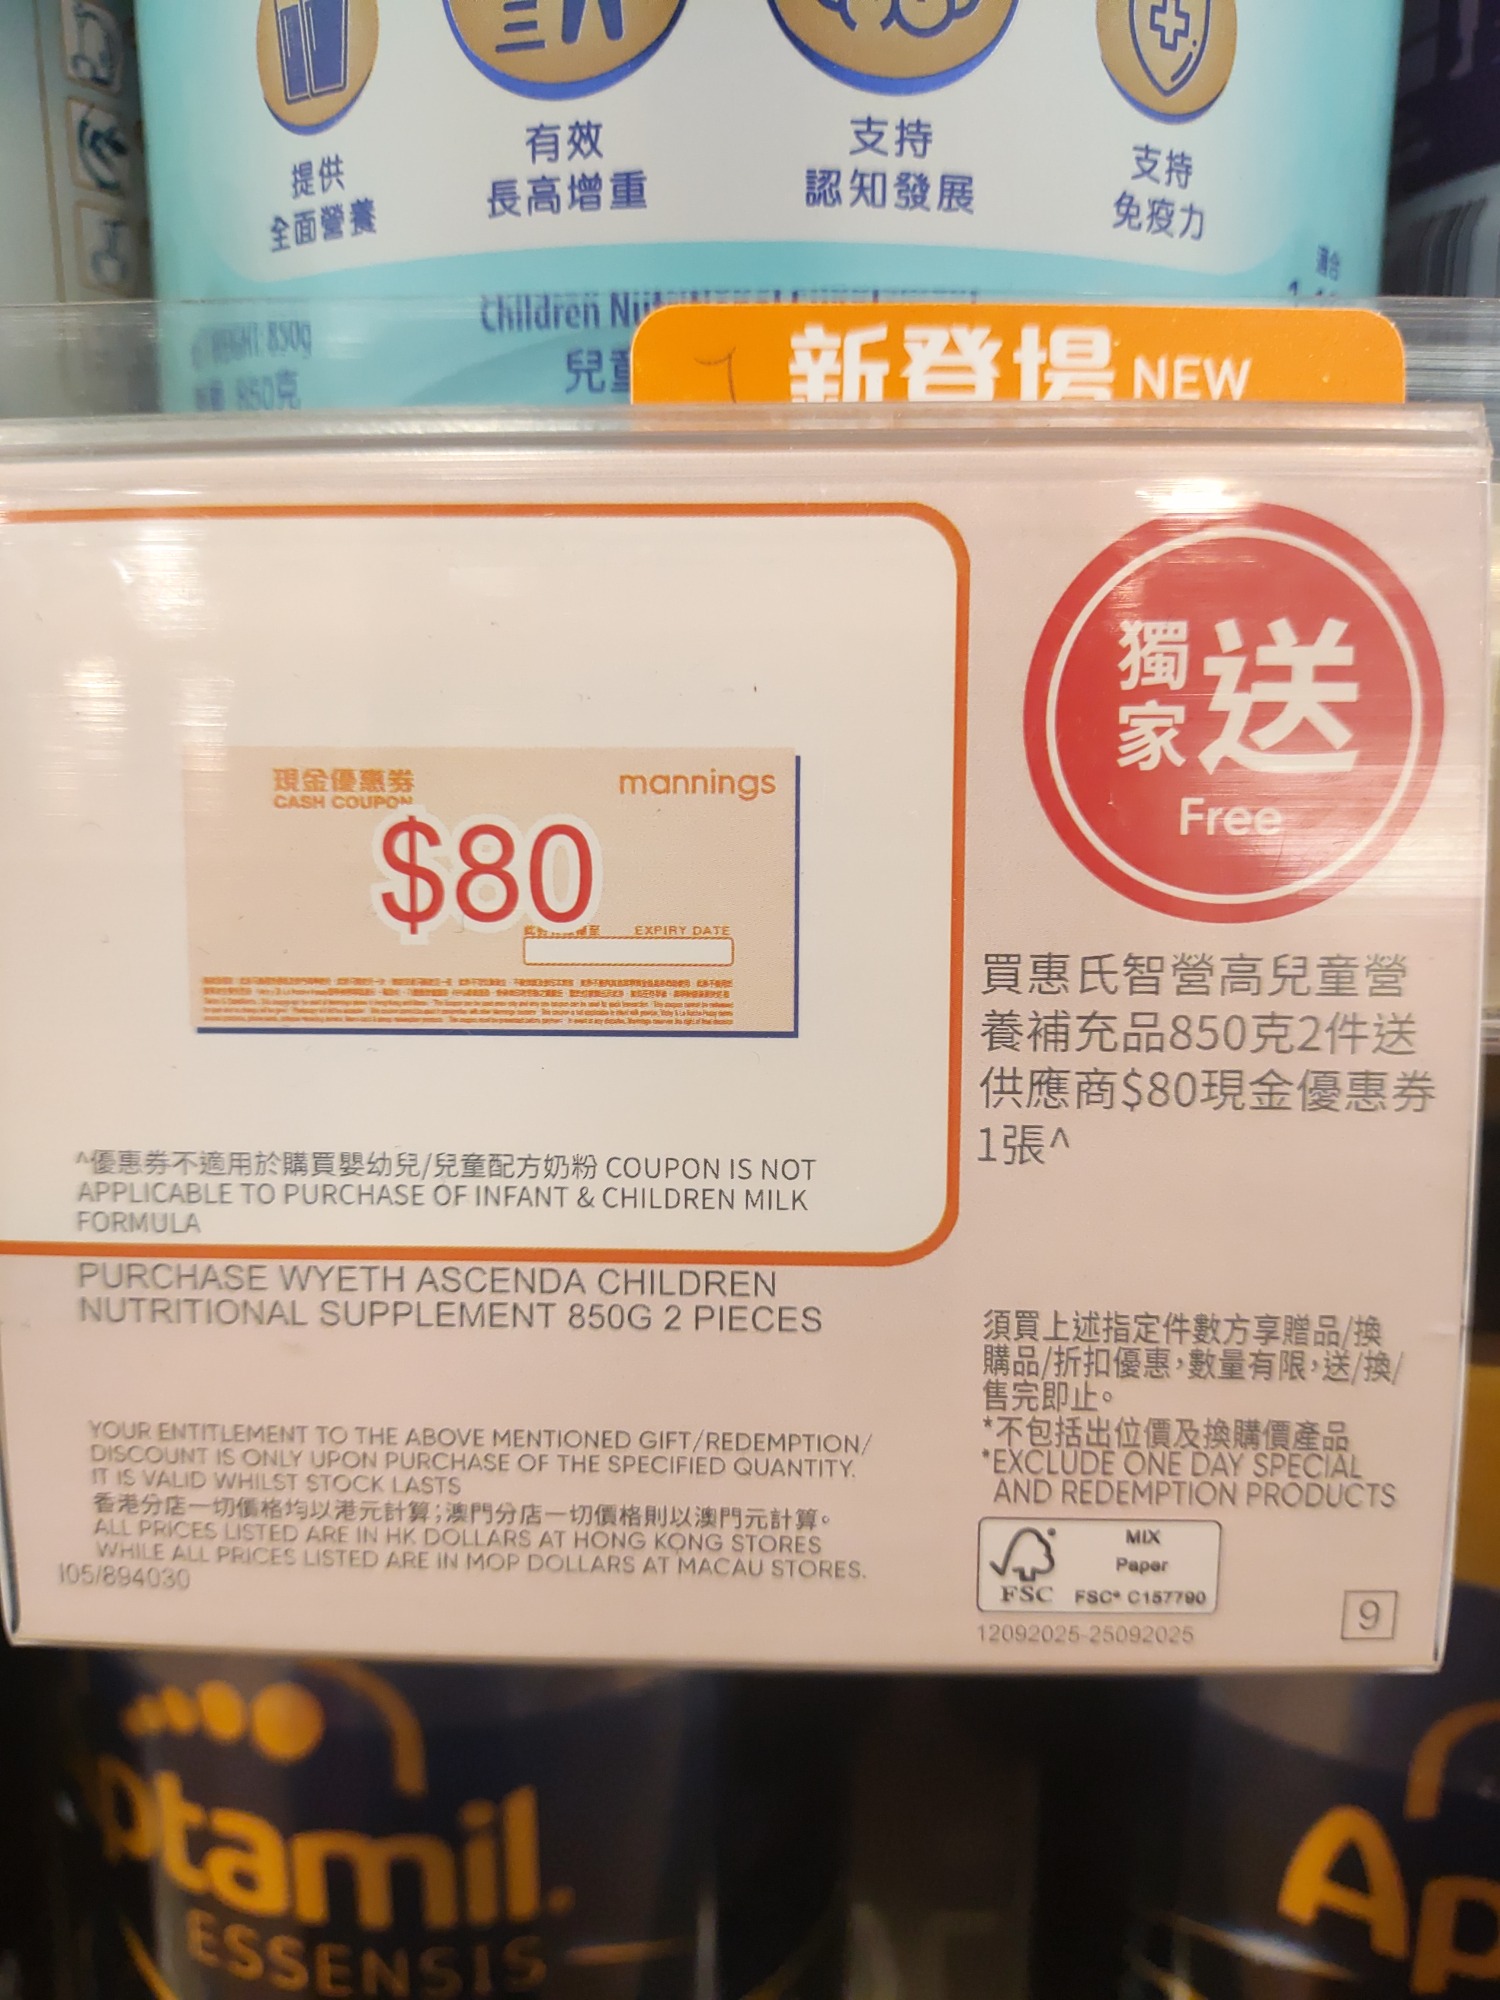 提供
全面營養
有效
長高增重
支持
認知發展
支持
免疫力
適合
Children
850g
850克
兒童
新登場 NEW
獨家送
Free
現金優惠券
CASH COUPON
mannings
$80
EXPIRY DATE
買惠氏智營高兒童營
養補充品850克2件送
供應商$80現金優惠券
1張^
^優惠券不適用於購買嬰幼兒/兒童配方奶粉 COUPON IS NOT
APPLICABLE TO PURCHASE OF INFANT & CHILDREN MILK
FORMULA
PURCHASE WYETH ASCENDA CHILDREN
NUTRITIONAL SUPPLEMENT 850G 2 PIECES
須買上述指定件數方享贈品/換
購品/折扣優惠，數量有限，送/換/
售完即止。
*不包括出位價及換購價產品
*EXCLUDE ONE DAY SPECIAL
AND REDEMPTION PRODUCTS
YOUR ENTITLEMENT TO THE ABOVE MENTIONED GIFT/REDEMPTION/
DISCOUNT IS ONLY UPON PURCHASE OF THE SPECIFIED QUANTITY.
IT IS VALID WHILST STOCK LASTS
香港分店一切價格均以港元計算；澳門分店一切價格則以澳門元計算。
ALL PRICES LISTED ARE IN HK DOLLARS AT HONG KONG STORES
WHILE ALL PRICES LISTED ARE IN MOP DOLLARS AT MACAU STORES.
105/894030
FSC
MIX
Paper
FSC® C157790
12092025-25092025
9
Aptamil
ESSENSIS
Ap